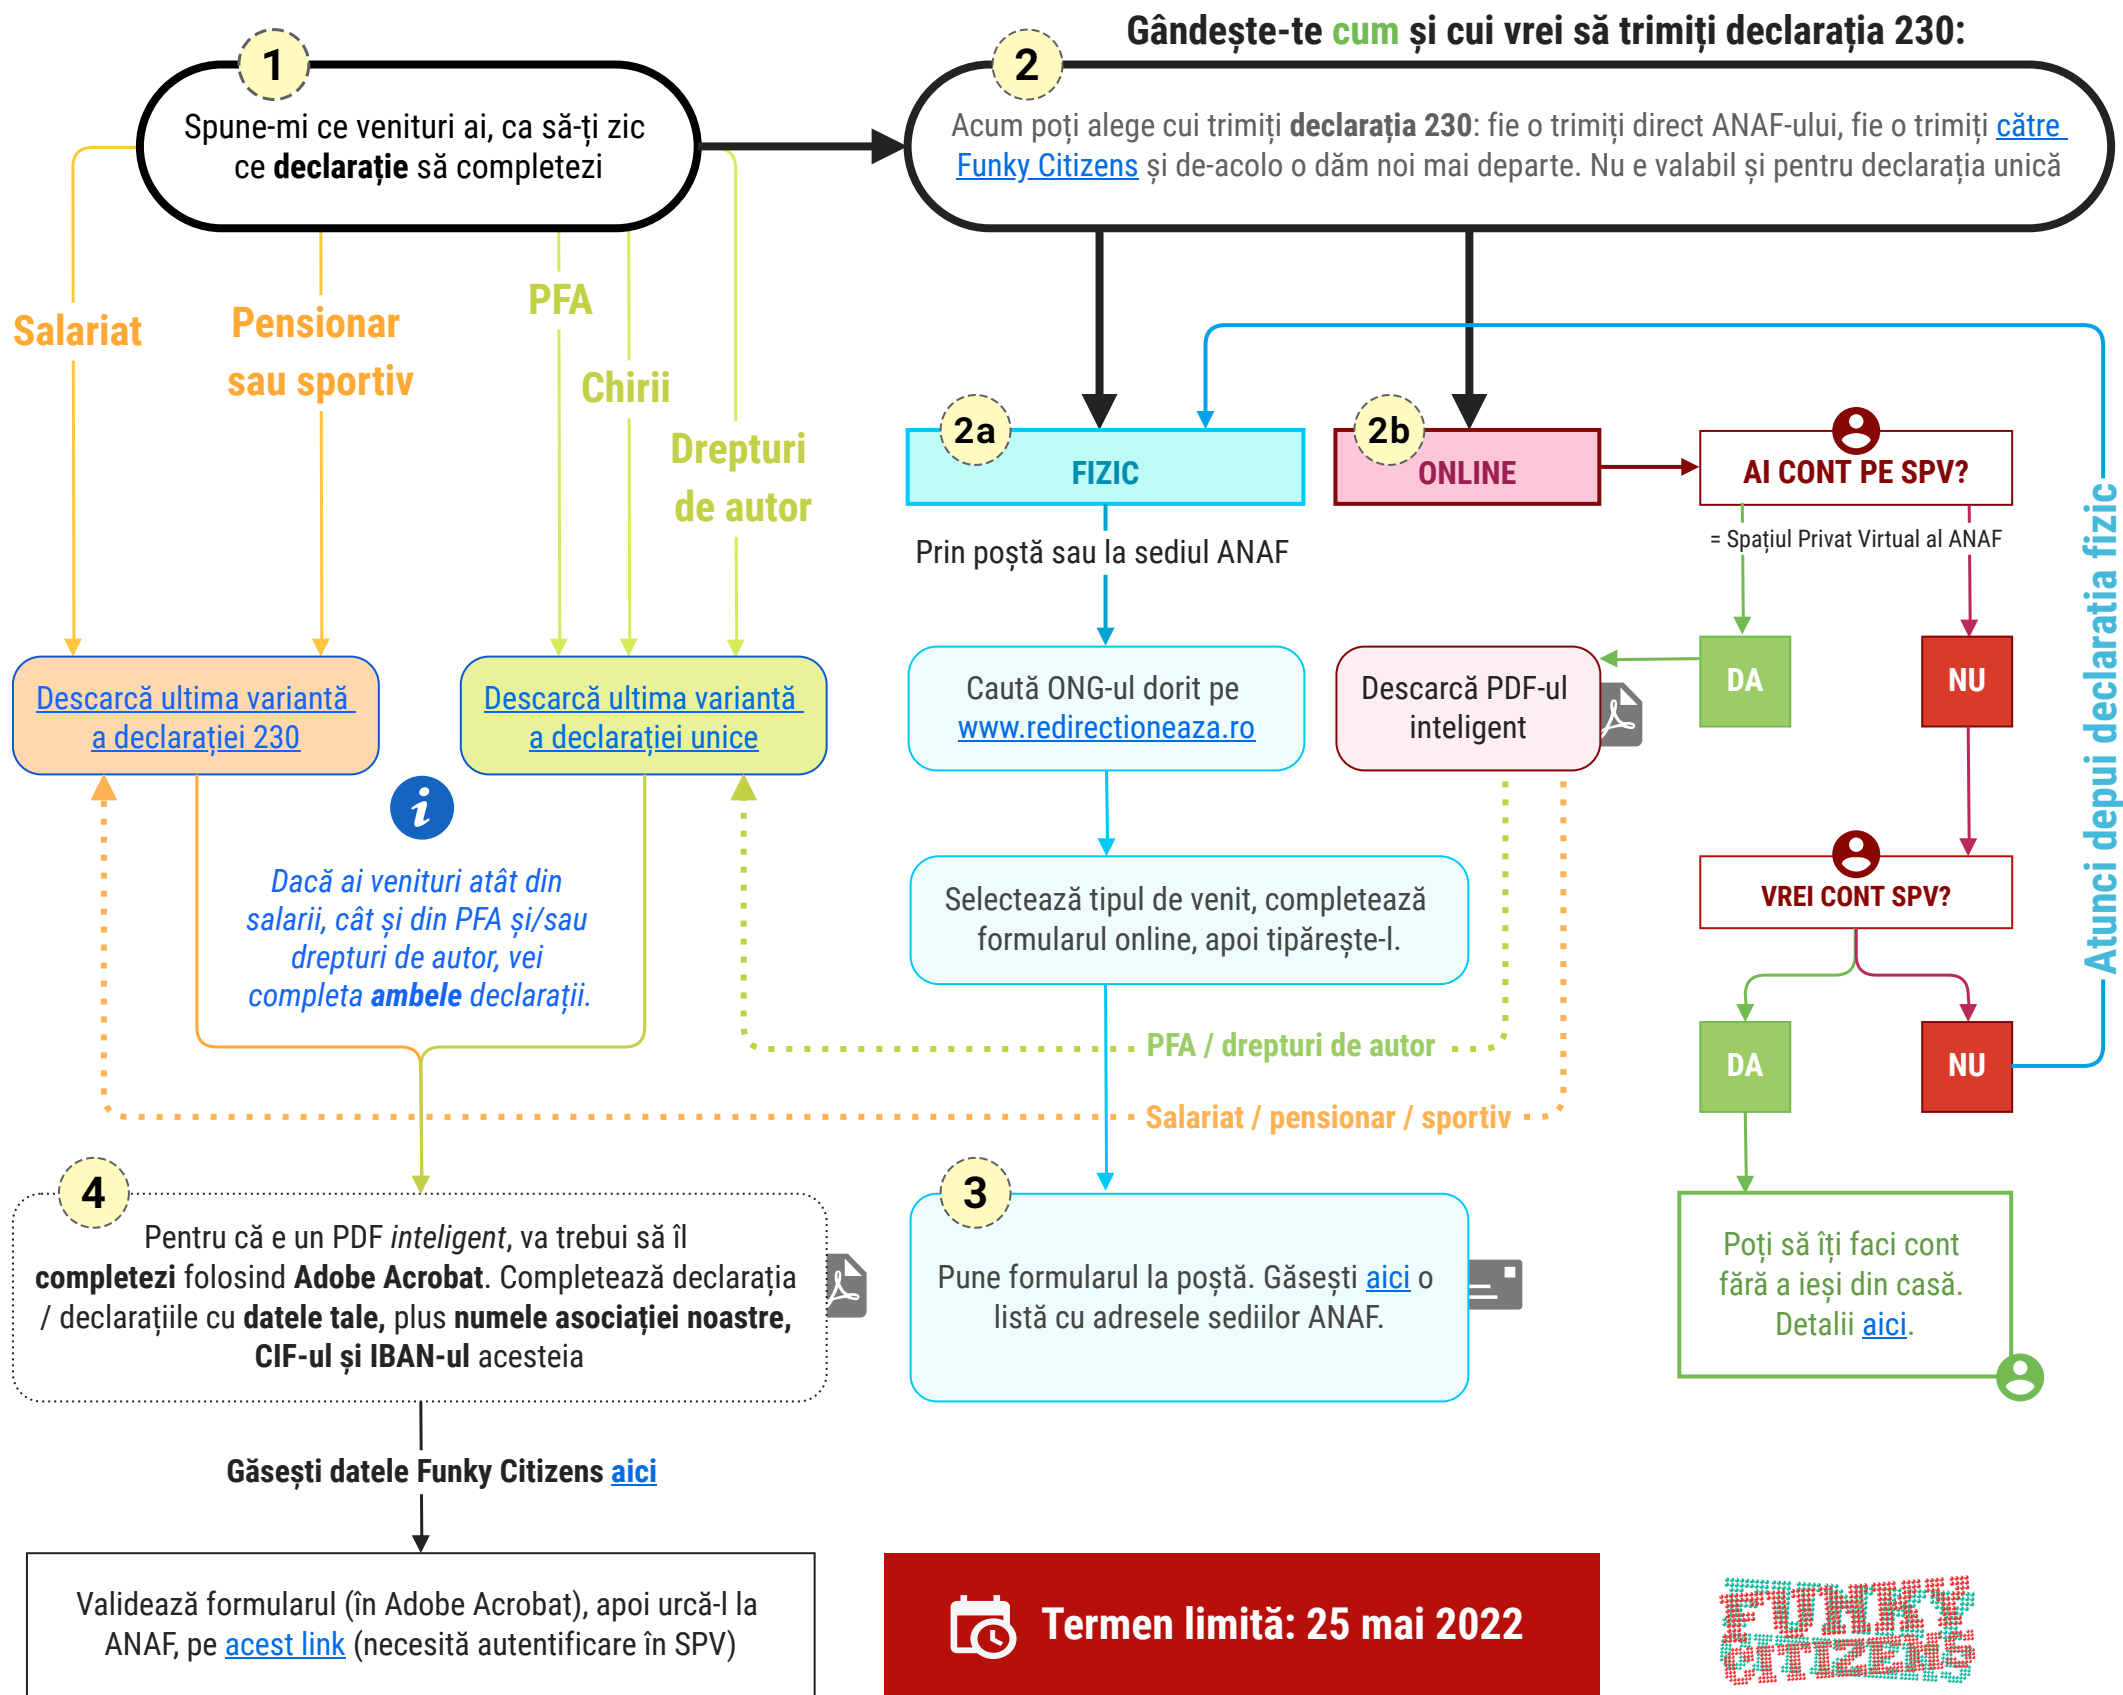 Gândește-te cum și cui vrei să trimiți declarația 230:
1
Spune-mi ce venituri ai, ca să-ți zic
ce declarație să completezi
2
Acum poți alege cui trimiți declarația 230: fie o trimiți direct ANAF-ului, fie o trimiți către
Funky Citizens și de-acolo o dăm noi mai departe. Nu e valabil și pentru declarația unică
Salariat
Pensionar
sau sportiv
PFA
Chirii
Drepturi
de autor
Descarcă ultima variantă
a declarației 230
Descarcă ultima variantă
a declarației unice
i
Dacă ai venituri atât din
salarii, cât și din PFA și/sau
drepturi de autor, vei
completa ambele declarații.
2a
FIZIC
Prin poștă sau la sediul ANAF
Caută ONG-ul dorit pe
www.redirectioneaza.ro
Selectează tipul de venit, completează
formularul online, apoi tipărește-l.
2b
ONLINE
AI CONT PE SPV?
= Spațiul Privat Virtual al ANAF
DA
NU
Descarcă PDF-ul
inteligent
VREI CONT SPV?
DA
NU
Atunci depui declaratia fizic
PFA / drepturi de autor
Salariat / pensionar / sportiv
Poți să îți faci cont
fără a ieși din casă.
Detalii aici.
3
Pune formularul la poștă. Găsești aici o
listă cu adresele sediilor ANAF.
4
Pentru că e un PDF inteligent, va trebui să îl
completezi folosind Adobe Acrobat. Completează declarația
/ declarațiile cu datele tale, plus numele asociației noastre,
CIF-ul și IBAN-ul acesteia
Găsești datele Funky Citizens aici
Validează formularul (în Adobe Acrobat), apoi urcă-l la
ANAF, pe acest link (necesită autentificare în SPV)
Termen limită: 25 mai 2022
FUNKY
CITIZENS